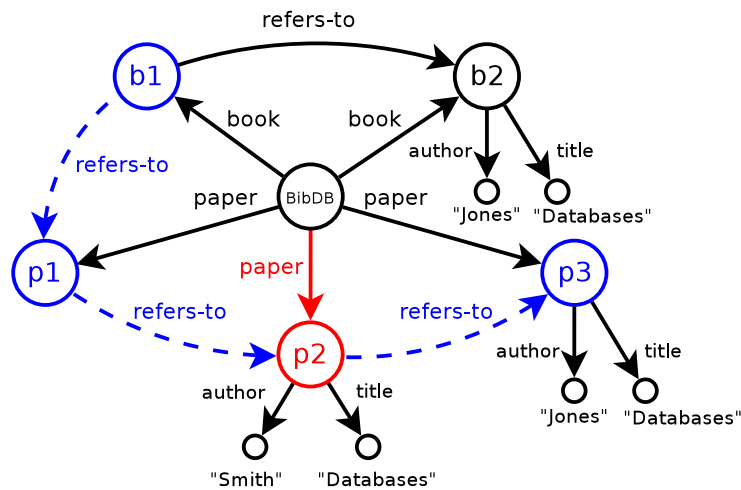 refers-to
b1
b2
book
book
author
title
refers-to
paper
BibDB
paper
"Jones"
"Databases"
p1
paper
p3
refers-to
refers-to
p2
author
title
author
title
"Jones"
"Databases"
"Smith"
"Databases"